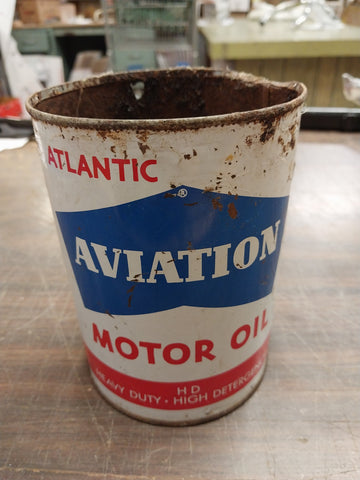 ATLANTIC
®
AVIATION
MOTOR OIL
HD
HEAVY DUTY • HIGH DETERGENT